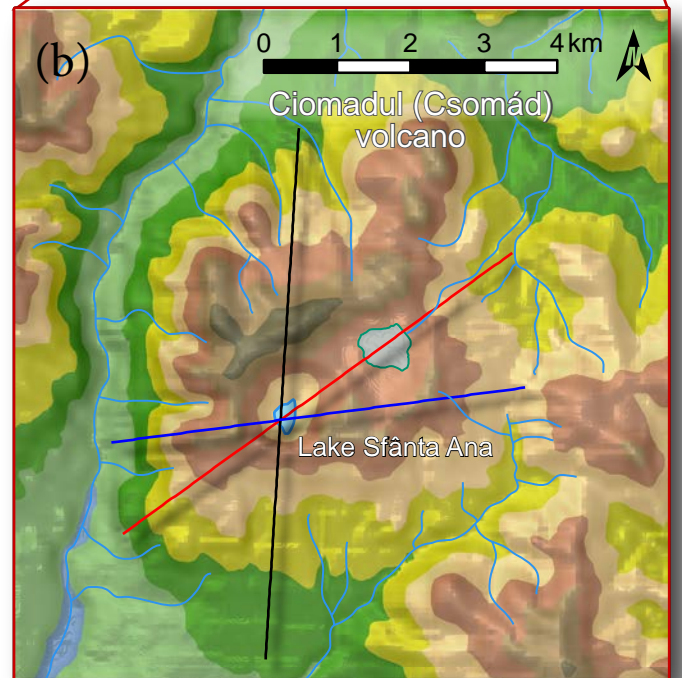 (b)
0 1 2 3 4 km
N
Ciomadul (Csomád)
volcano
Lake Sfânta Ana